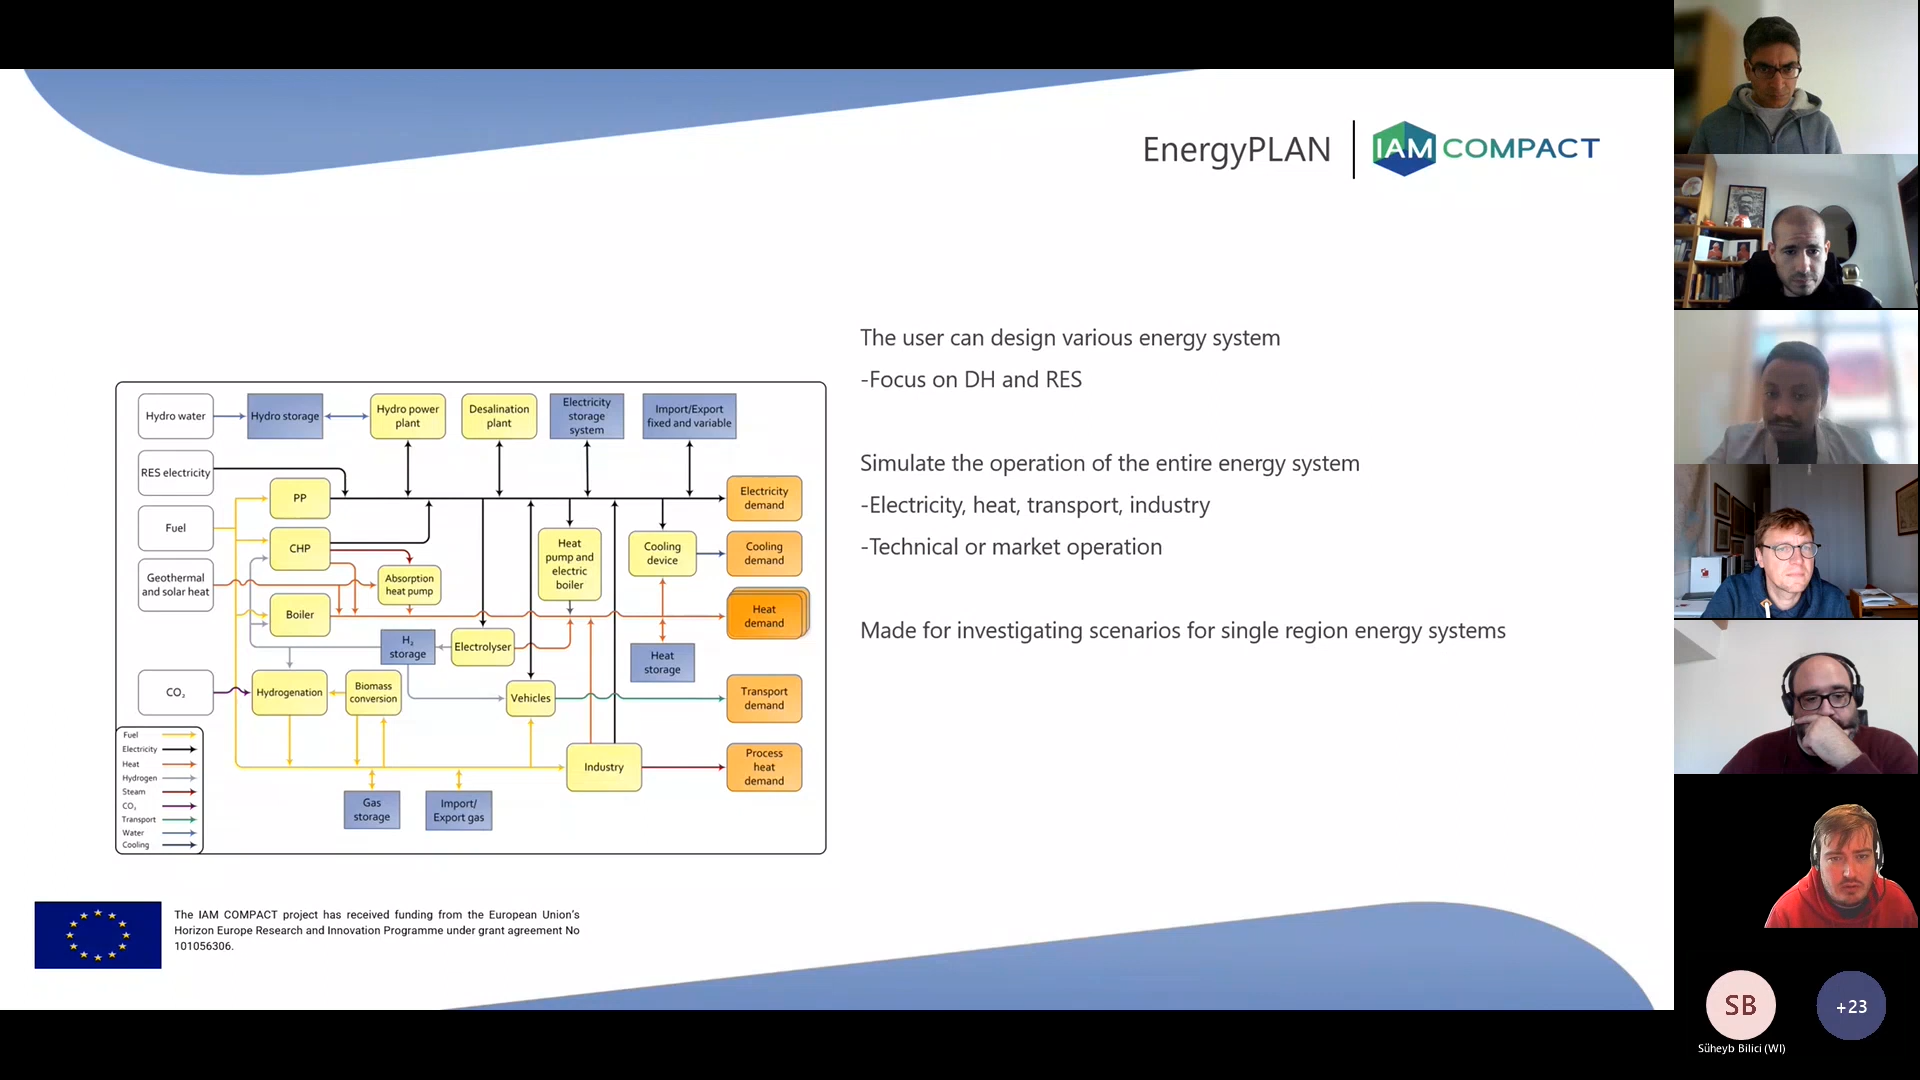 EnergyPLAN
IAM COMPACT
The user can design various energy system
-Focus on DH and RES
Simulate the operation of the entire energy system
-Electricity, heat, transport, industry
-Technical or market operation
Made for investigating scenarios for single region energy systems
Hydro water
Hydro storage
Hydro power
plant
Desalination
plant
Electricity
storage
system
Import/Export
fixed and variable
RES electricity
PP
Electricity
demand
Fuel
CHP
Heat
pump and
electric
boiler
Cooling
device
Cooling
demand
Geothermal
and solar heat
Absorption
heat pump
Boiler
Heat
demand
H₂
storage
Electrolyser
Heat
storage
CO₂
Hydrogenation
Biomass
conversion
Vehicles
Transport
demand
Industry
Process
heat
demand
Gas
storage
Import/
Export gas
Fuel
Electricity
Heat
Hydrogen
Steam
CO₂
Transport
Water
Cooling
The IAM COMPACT project has received funding from the European Union's
Horizon Europe Research and Innovation Programme under grant agreement No
101056306.
SB
+23
Süheyb Bilici (WI)